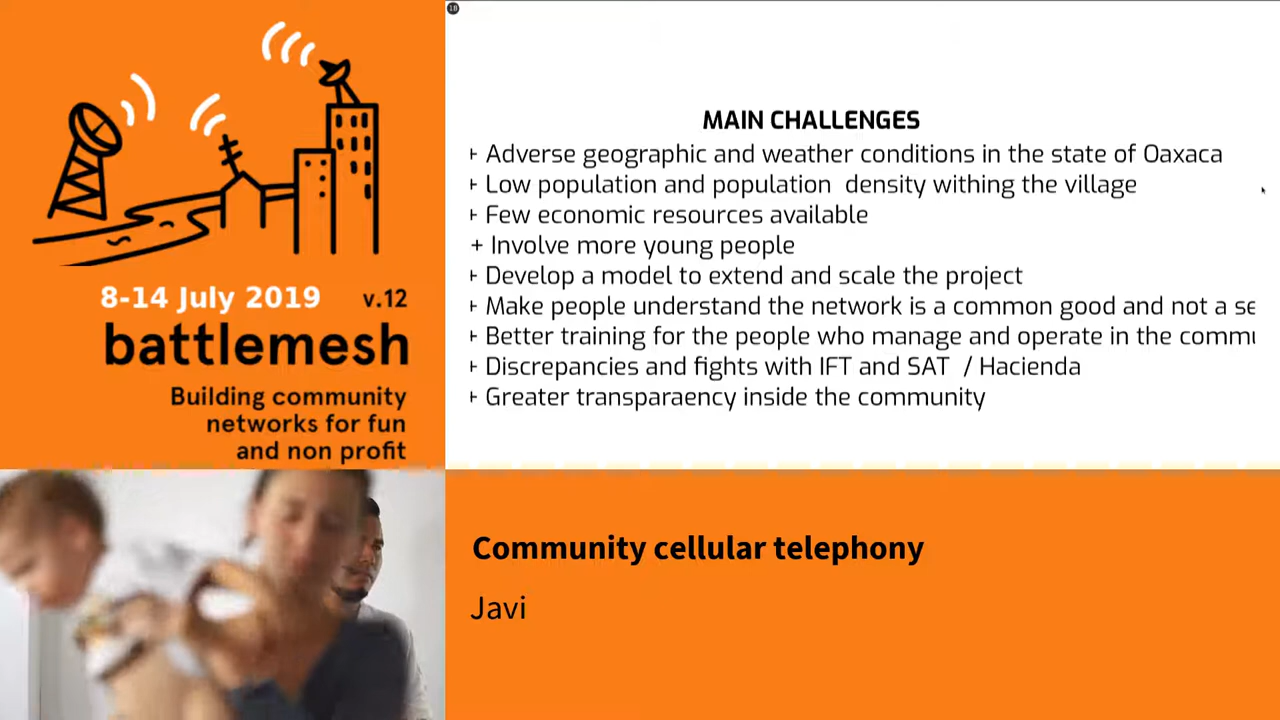 8-14 July 2019 v.12
battlemesh
Building community
networks for fun
and non profit
18
MAIN CHALLENGES
+ Adverse geographic and weather conditions in the state of Oaxaca
+ Low population and population  density withing the village
+ Few economic resources available
+ Involve more young people
+ Develop a model to extend and scale the project
+ Make people understand the network is a common good and not a se
+ Better training for the people who manage and operate in the commu
+ Discrepancies and fights with IFT and SAT  / Hacienda
+ Greater transparaency inside the community
Community cellular telephony
Javi